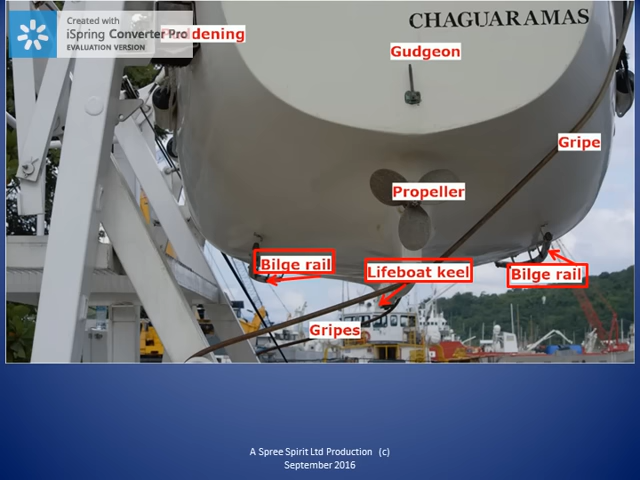 Created with
iSpring Converter Pro
EVALUATION VERSION
CHAGUARAMAS
Gudgeon
Gripe
Propeller
Bilge rail
Lifeboat keel
Bilge rail
Gripes
A Spree Spirit Ltd Production (c)
September 2016